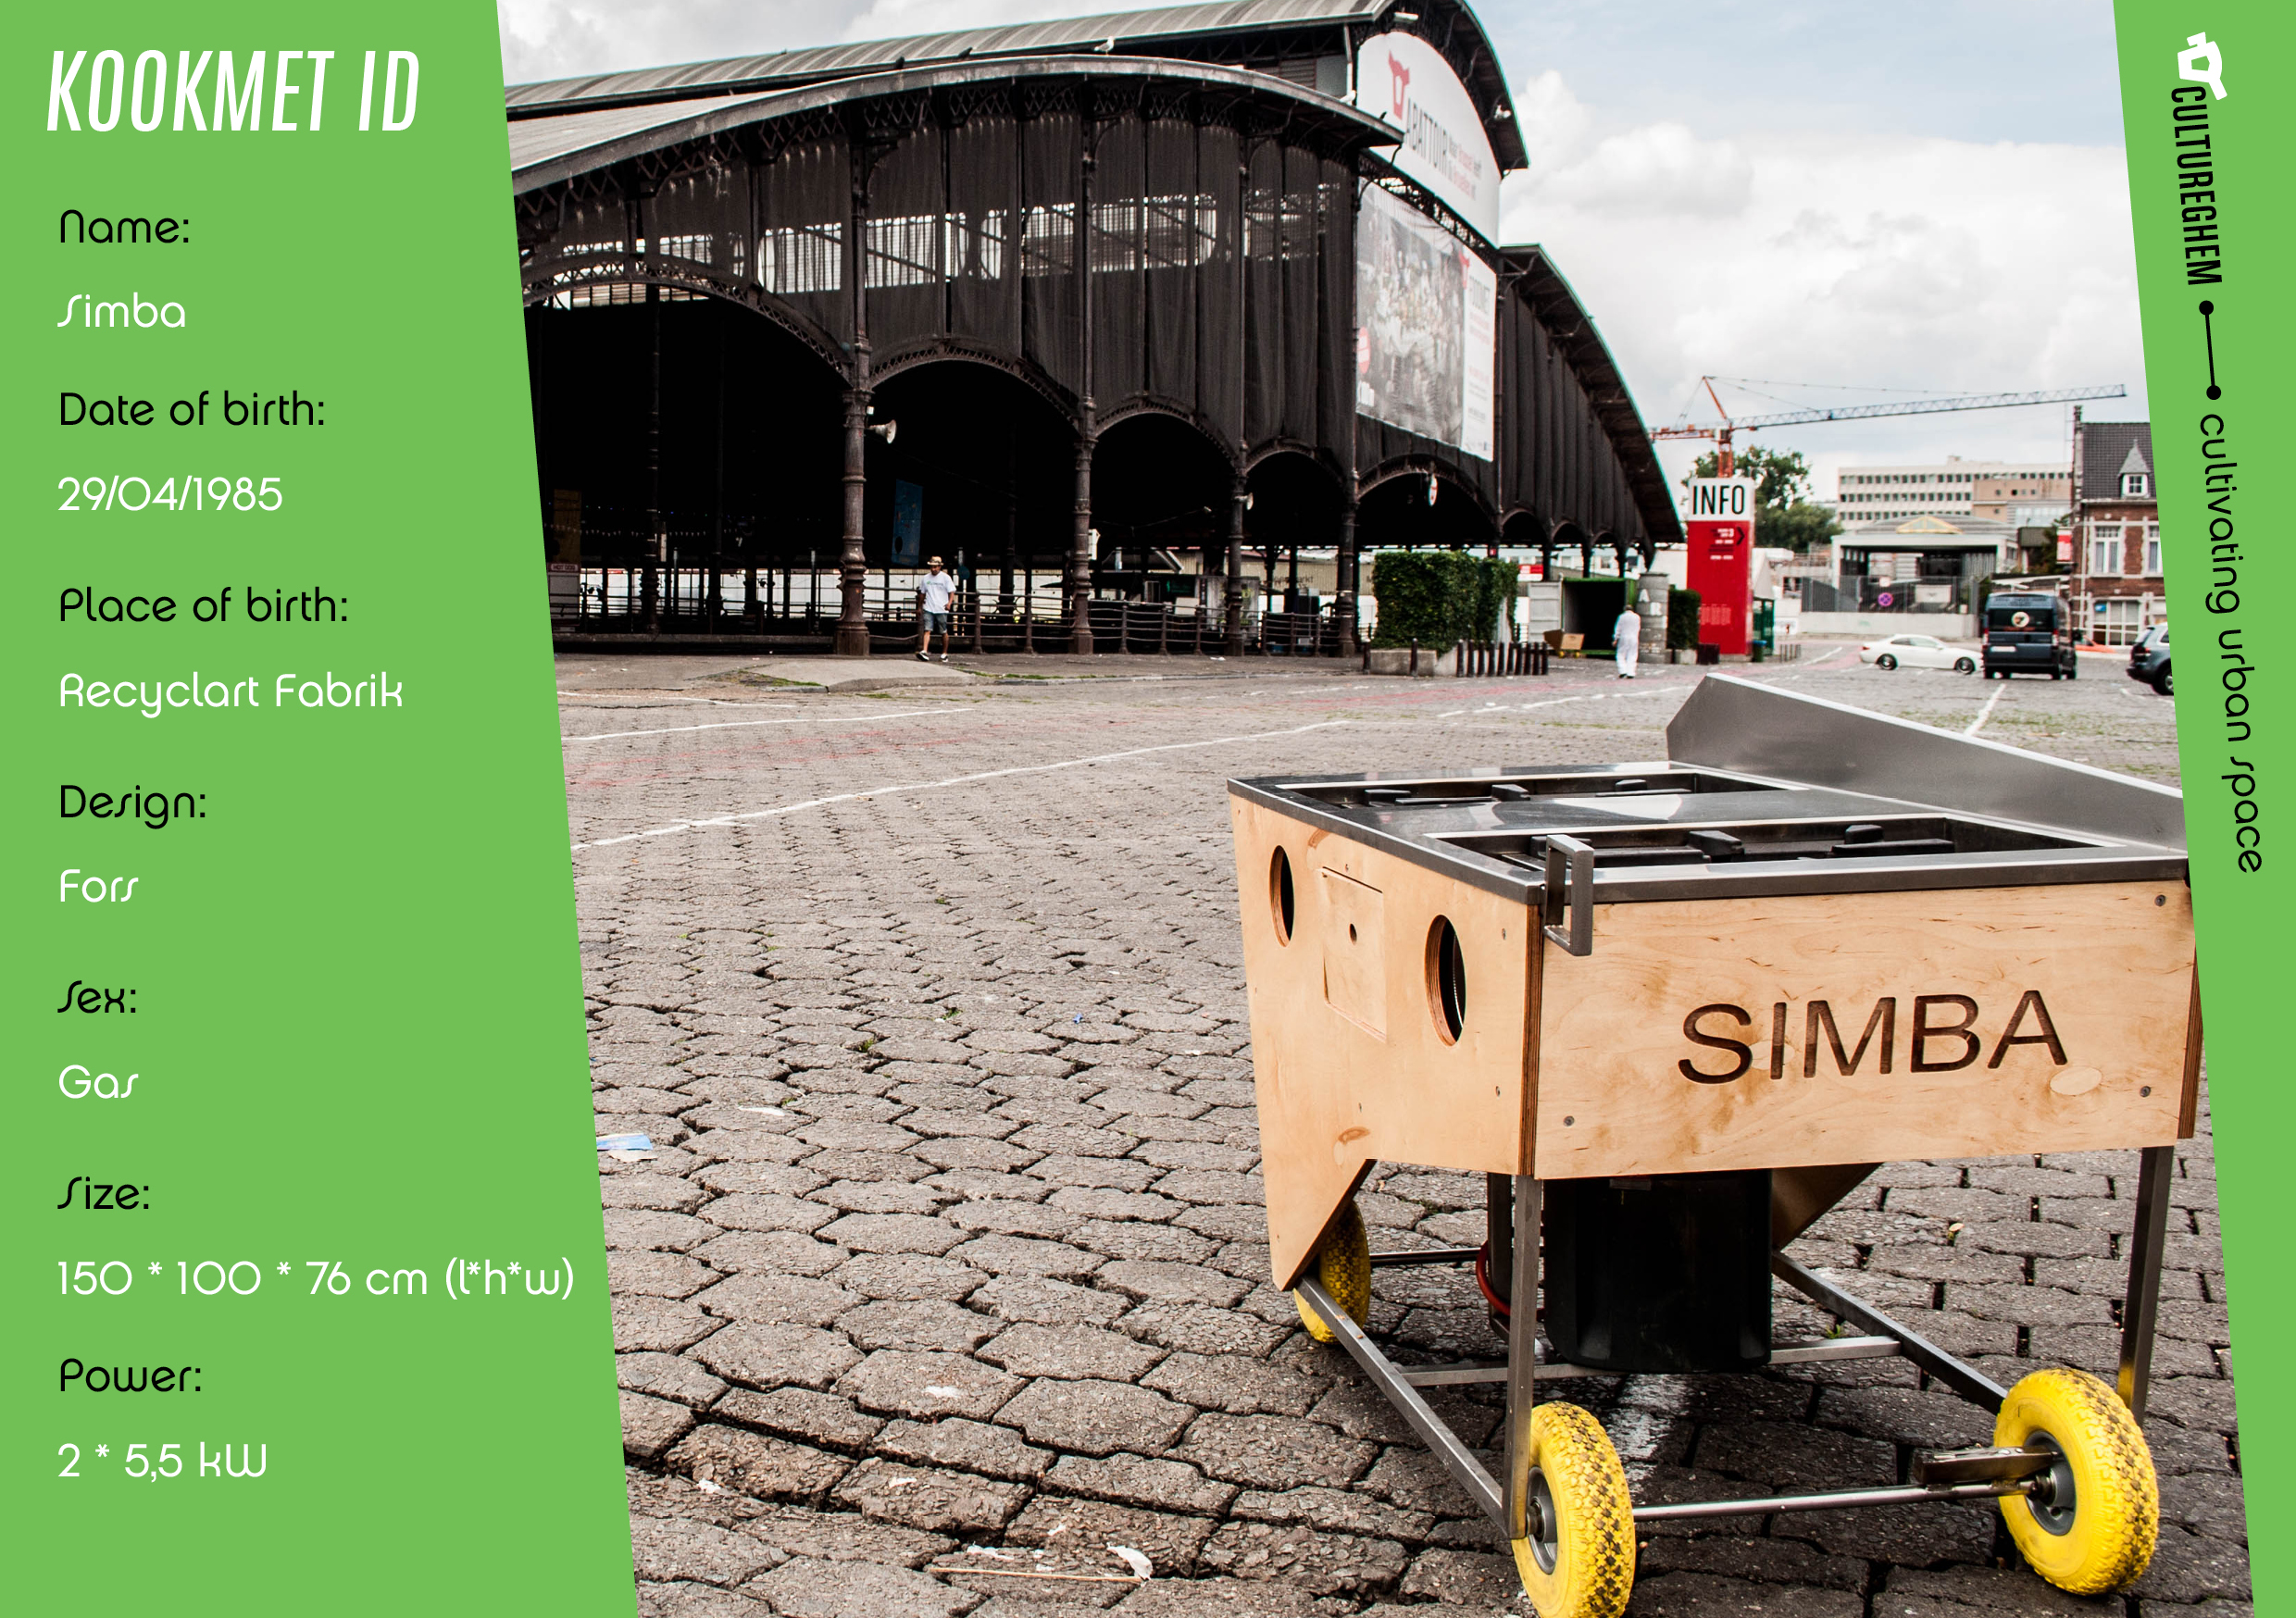 KOOKMET ID
Name:
Simba
Date of birth:
29/04/1985
Place of birth:
Recyclart Fabrik
Design:
Fors
Sex:
Gas
Size:
150 * 100 * 76 cm (l*h*w)
Power:
2 * 5,5 kW
ABATTOIR
INFO
SIMBA
CULTUREGHEM
cultivating urban space